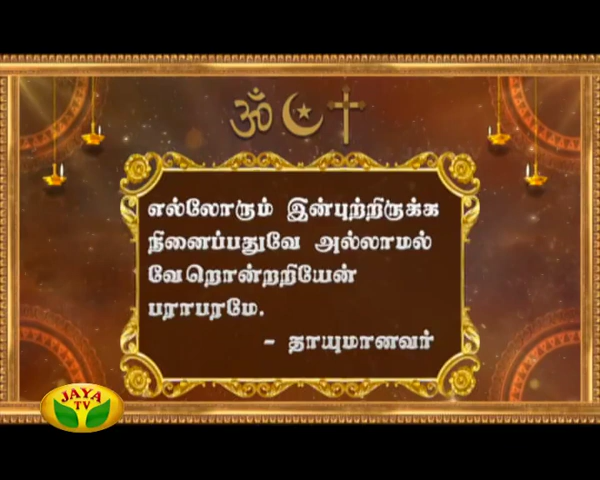 எல்லோரும் இன்புற்றிருக்க
நினைப்பதுவே அல்லாமல்
வேறொன்றறியேன்
பராபரமே.
- தாயுமானவர்
JAYA
TV